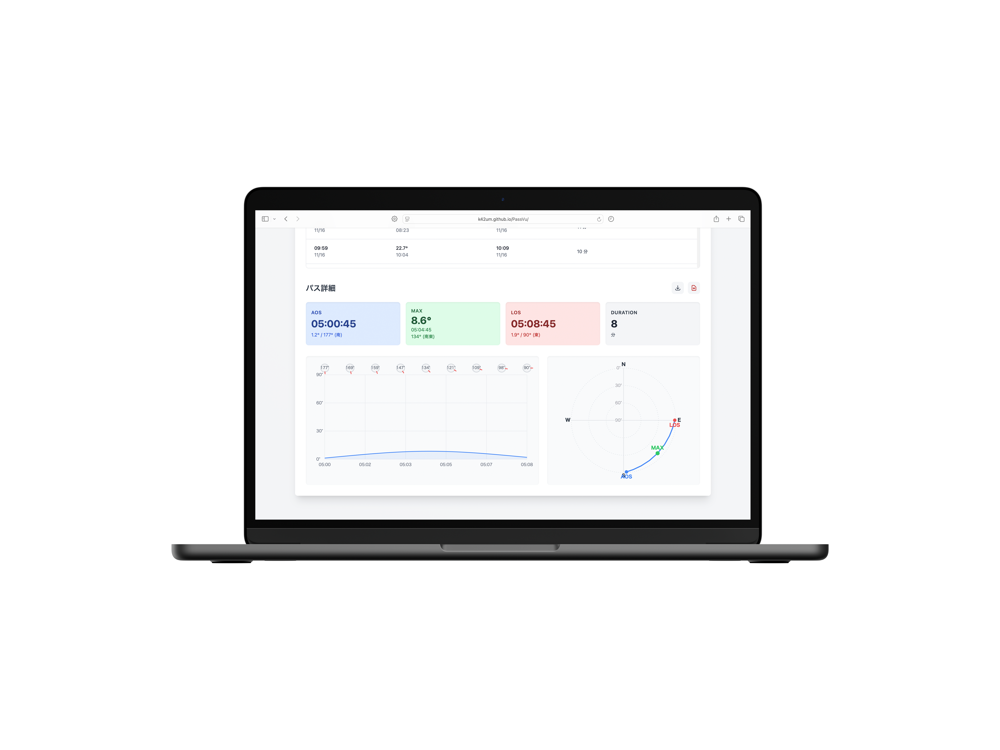 k42um.github.io/PassVu/
11/16 08:23 11/16
09:59 22.7° 10:09 10 分
11/16 10:04 11/16
パス詳細
AOS
05:00:45
1.2° / 177° (南)
MAX
8.6°
05:04:45
134° (南東)
LOS
05:08:45
1.9° / 90° (東)
DURATION
8
分
177° 169° 159° 147° 134° 121° 109° 98° 90°
90°
60°
30°
0°
05:00 05:02 05:03 05:05 05:07 05:08
N
0°
30°
60°
W 90° E
LOS
MAX
S
AOS